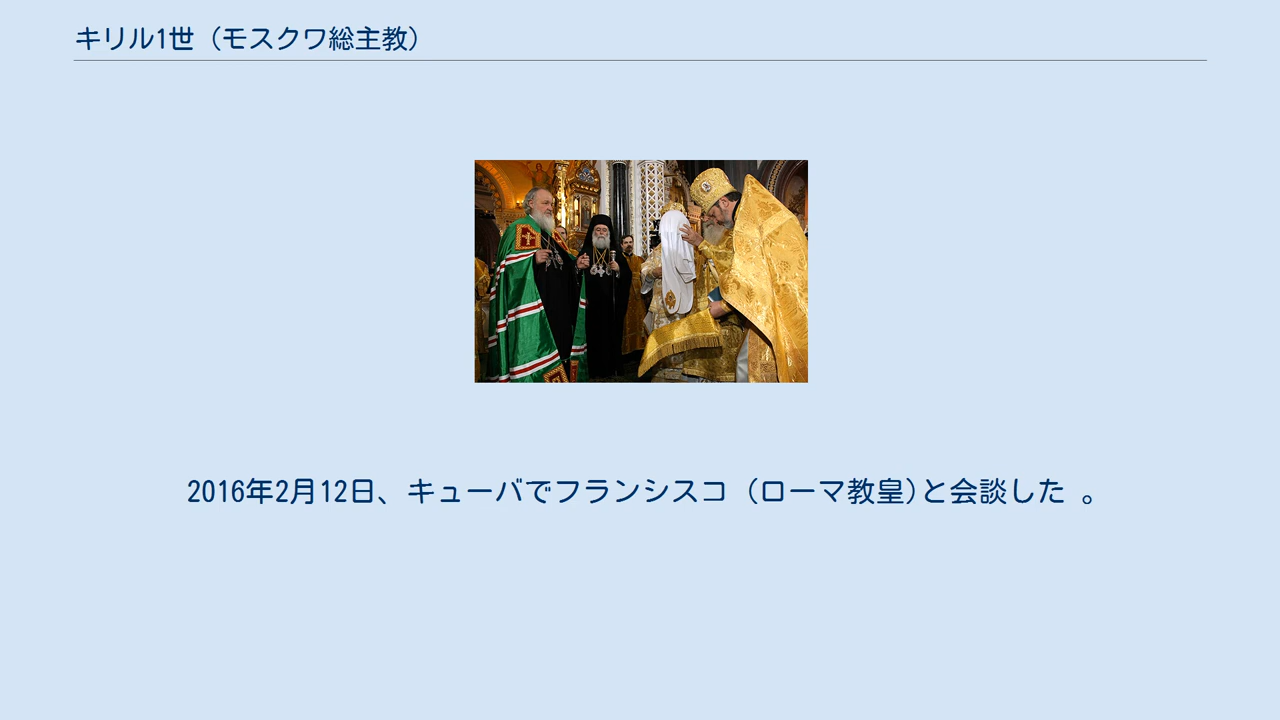 キリル1世 (モスクワ総主教)
2016年2月12日、キューバでフランシスコ (ローマ教皇)と会談した 。